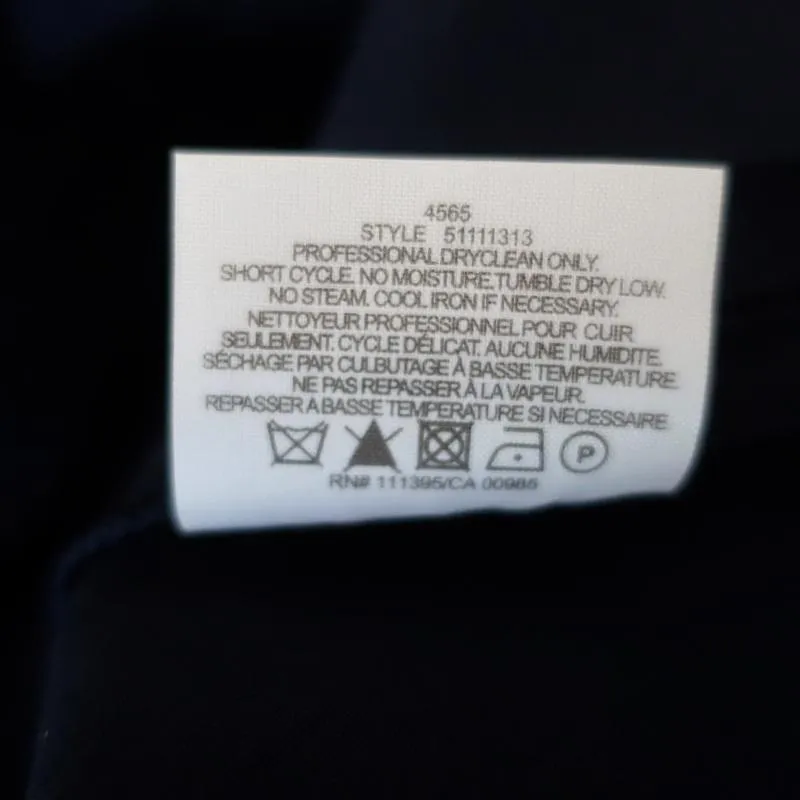 4565
STYLE 51111313
PROFESSIONAL DRYCLEAN ONLY.
SHORT CYCLE. NO MOISTURE.TUMBLE DRY LOW.
NO STEAM. COOL IRON IF NECESSARY.
NETTOYEUR PROFESSIONNEL POUR CUIR
SEULEMENT. CYCLE DÉLICAT. AUCUNE HUMIDITE.
SÉCHAGE PAR CULBUTAGE À BASSE TEMPERATURE.
NE PAS REPASSER À LA VAPEUR.
REPASSER A BASSE TEMPERATURE SI NECESSAIRE
P
RN# 111395/CA 00985